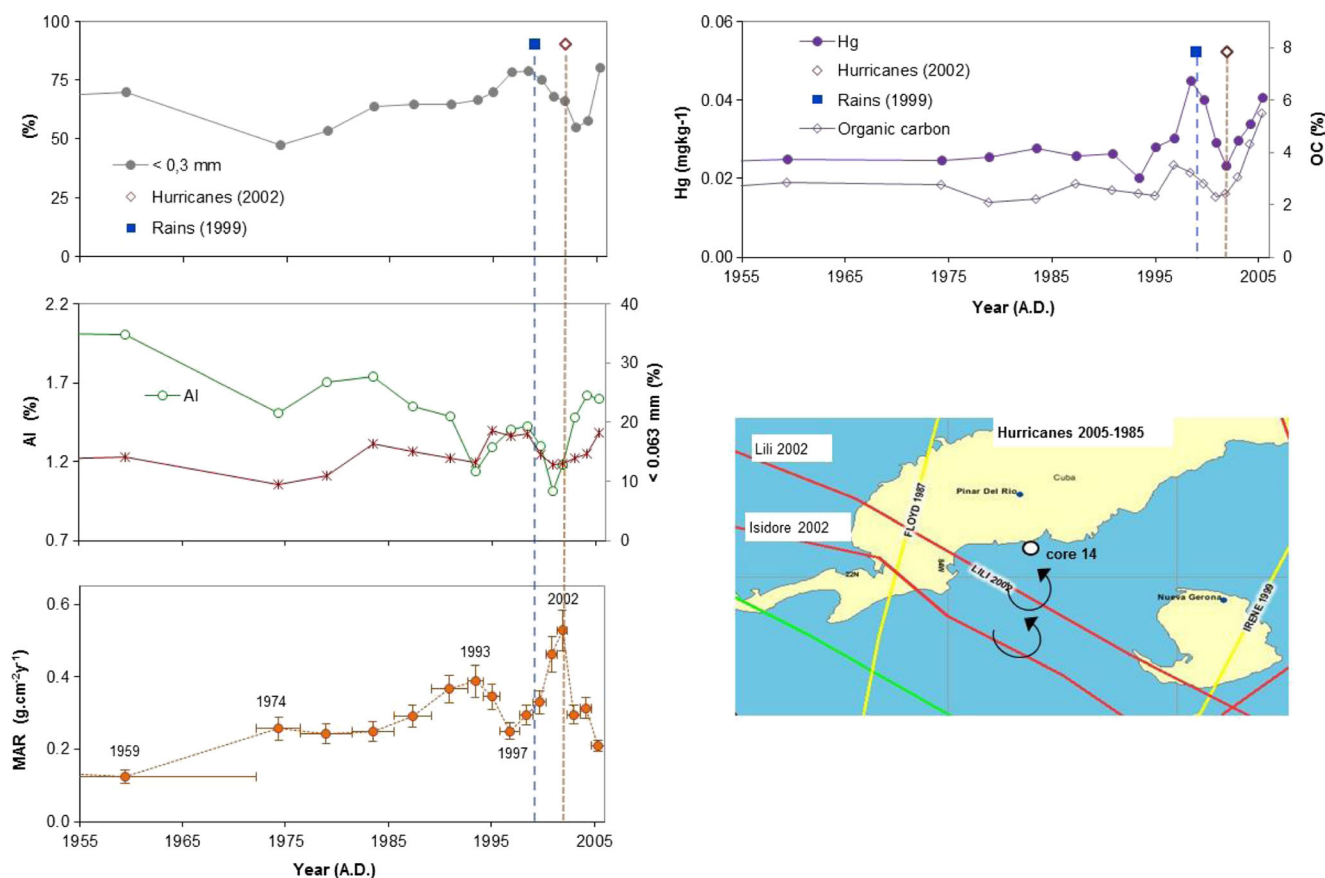 100
75
50
25
0
(%)
< 0,3 mm
Hurricanes (2002)
Rains (1999)
2.2
1.7
1.2
0.7
Al (%)
Al
40
30
20
10
0
< 0.063 mm (%)
0.6
0.4
0.2
0.0
MAR (g.cm-2y-1)
1959
1974
1993
1997
2002
1955 1965 1975 1985 1995 2005
Year (A.D.)
0.06
0.04
0.02
0.00
Hg (mgkg-1)
Hg
Hurricanes (2002)
Rains (1999)
Organic carbon
8
6
4
2
0
OC (%)
1955 1965 1975 1985 1995 2005
Year (A.D.)
Hurricanes 2005-1985
Lili 2002
Isidore 2002
FLOYD 1987
Pinar Del Rio
Cuba
core 14
22N
84W
LILI 2002
Nueva Gerona
IRENE 1999